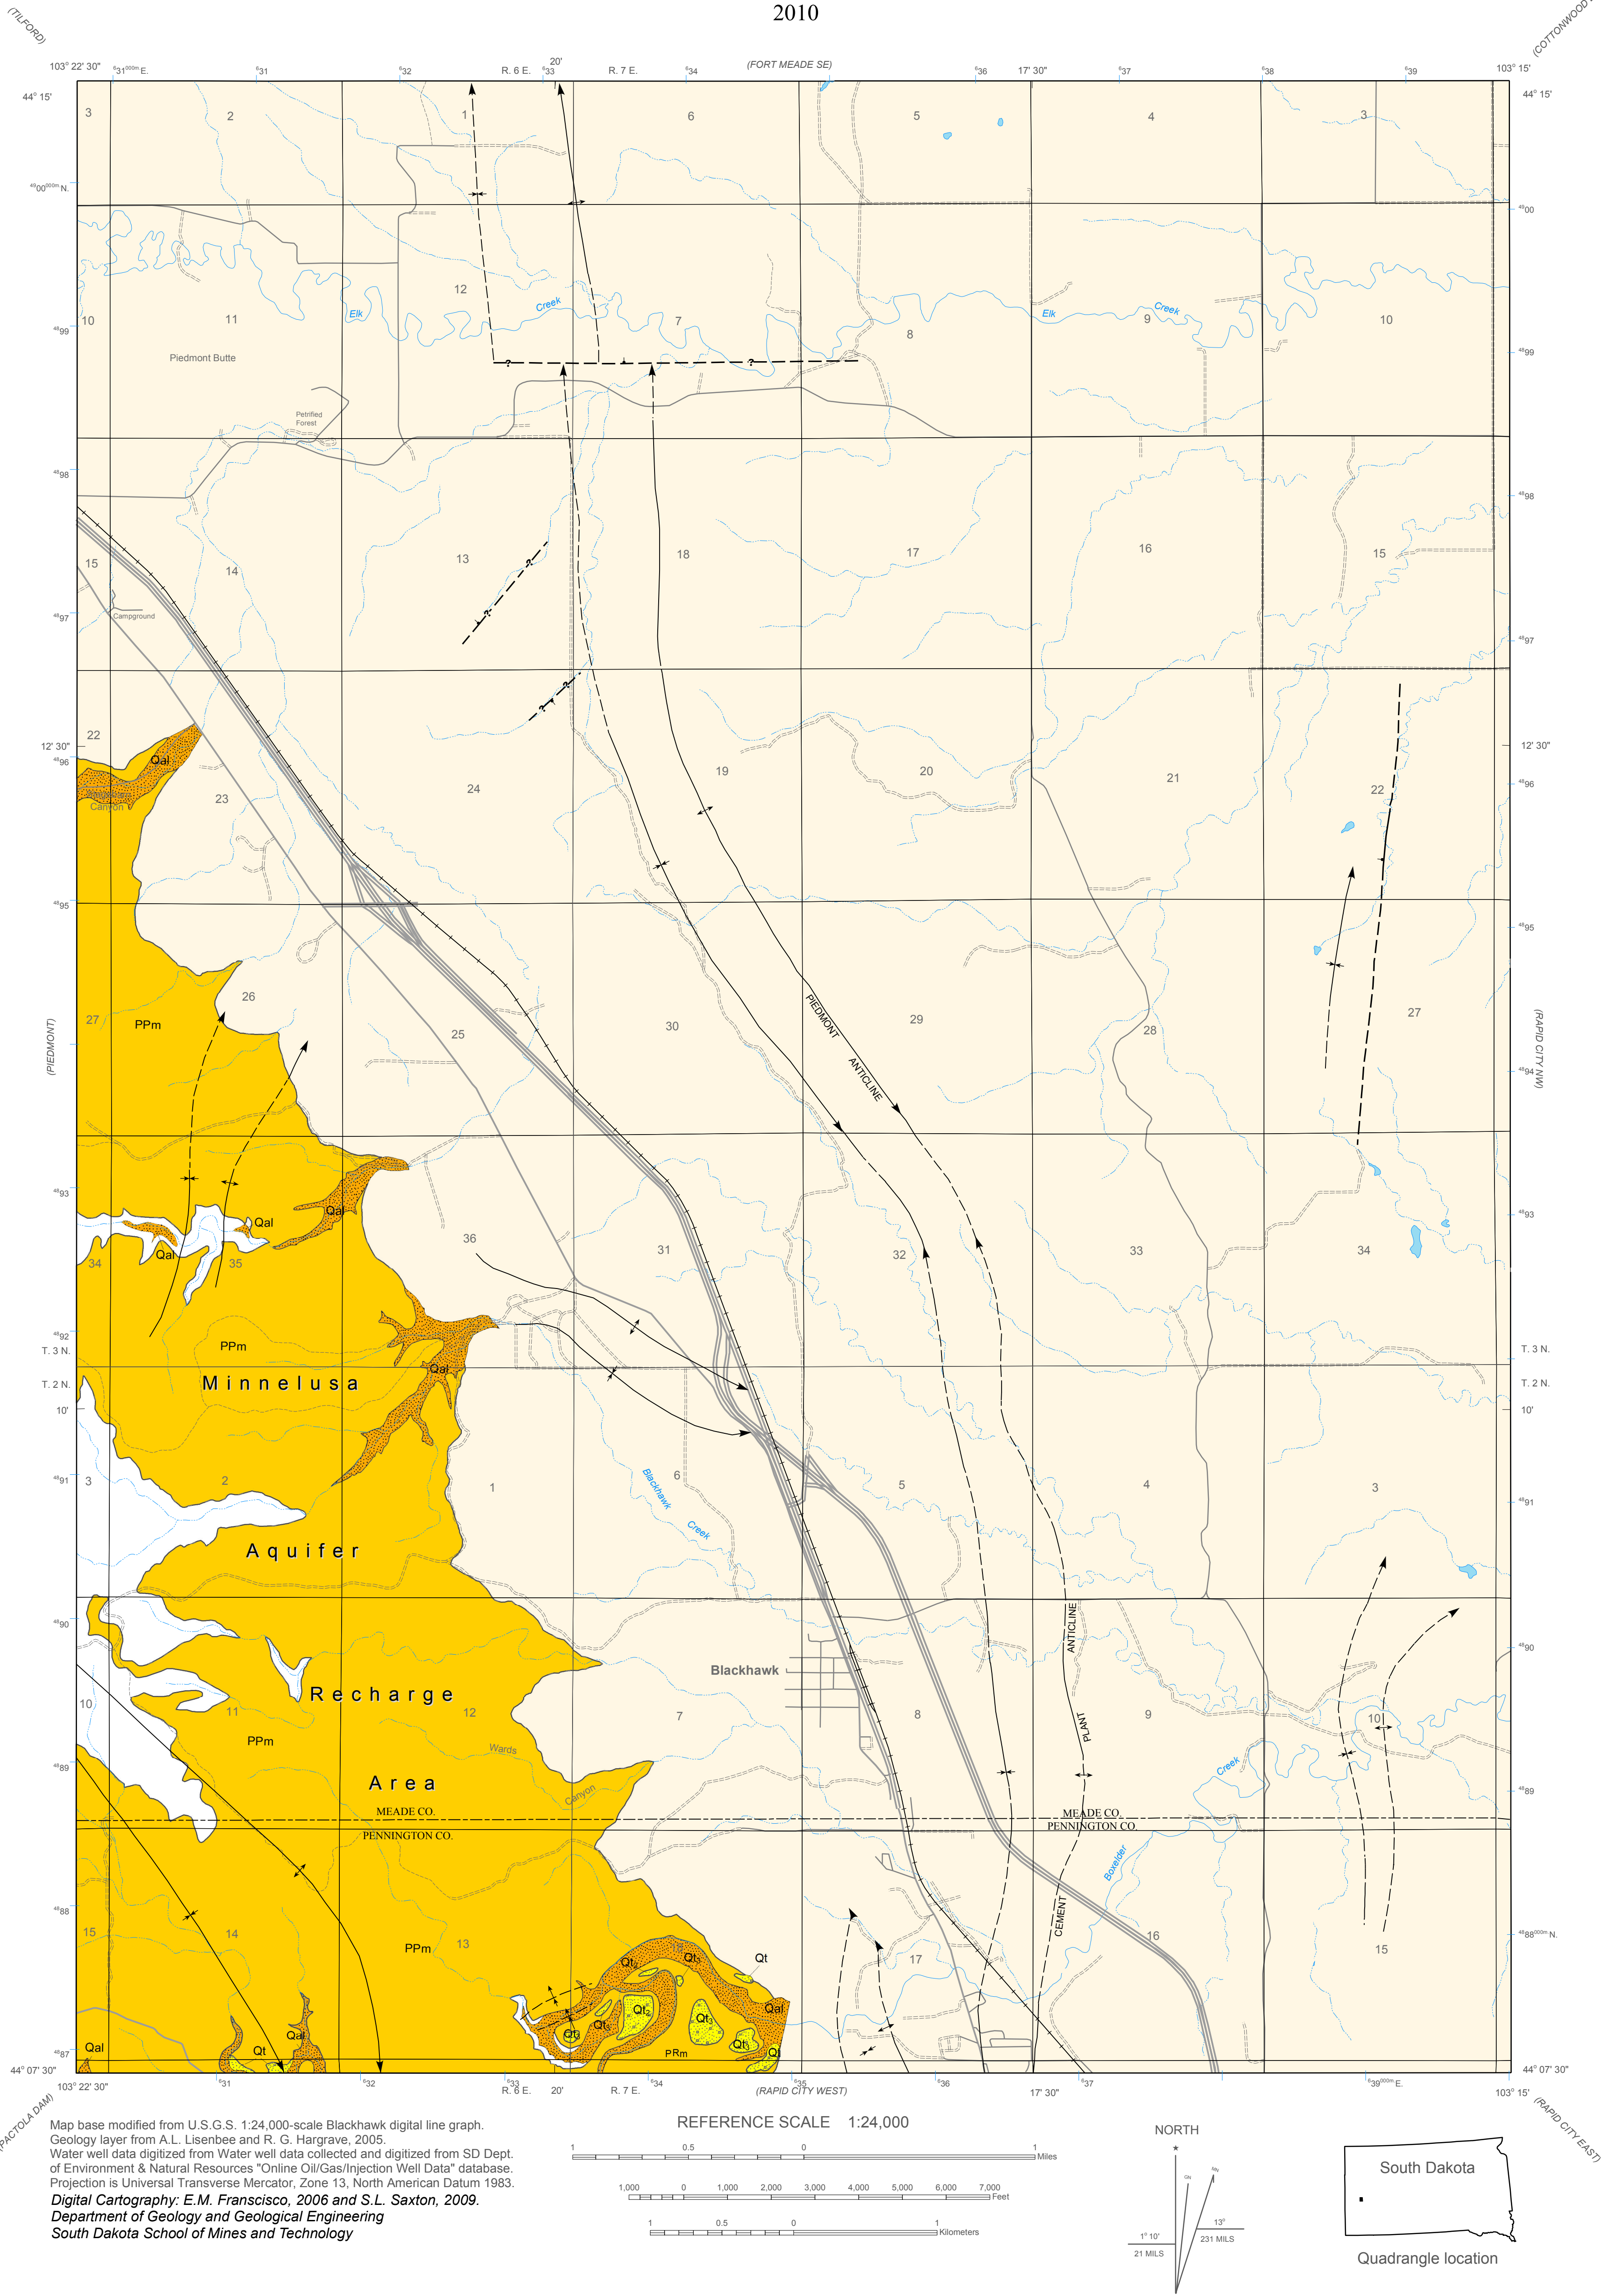 2010
(TILFORD)
(COTTONWOOD
103° 22' 30"
631000m E.
631
632
R. 6 E.
20'
633
R. 7 E.
634
(FORT MEADE SE)
636
17' 30"
637
638
639
103° 15'
44° 15'
44° 15'
3
2
1
6
5
4
3
4900000m N.
4900
10
11
12
Elk
Creek
7
8
Elk
Creek
9
10
4899
4899
Piedmont Butte
?
?
Petrified
Forest
4898
4898
15
14
13
?
?
18
17
16
15
Campground
4897
4897
22
?
?
12' 30"
12' 30"
4896
4896
Qal
Canyon
23
24
19
20
21
22
4895
4895
26
27
PPm
25
30
PIEDMONT
ANTICLINE
29
28
27
(PIEDMONT)
(RAPID CITY NW)
4894
4893
4893
Qal
Qal
Qal
34
35
36
31
32
33
34
4892
T. 3 N.
T. 3 N.
PPm
Qal
Minnelusa
T. 2 N.
T. 2 N.
10'
10'
4891
4891
3
2
1
Blackhawk
Creek
6
5
4
3
Aquifer
4890
4890
ANTICLINE
Blackhawk
Recharge
10
11
12
7
8
PLANT
9
10
PPm
Wards
Canyon
4889
4889
Area
Creek
MEADE CO.
PENNINGTON CO.
MEADE CO.
PENNINGTON CO.
Boxelder
4888
4888000m N.
15
14
13
PPm
18
17
CEMENT
16
15
Qt
Qt2
Qt3
Qt2
Qt3
Qal
Qt3
Qt3
Qt3
Qt
PRm
Qal
Qt
Qal
4887
44° 07' 30"
44° 07' 30"
103° 22' 30"
631
632
633
R. 6 E.
20'
R. 7 E.
634
635
(RAPID CITY WEST)
636
17' 30"
637
639000m E.
103° 15'
(PACTOLA DAM)
(RAPID CITY EAST)
Map base modified from U.S.G.S. 1:24,000-scale Blackhawk digital line graph.
Geology layer from A.L. Lisenbee and R. G. Hargrave, 2005.
Water well data digitized from Water well data collected and digitized from SD Dept.
of Environment & Natural Resources "Online Oil/Gas/Injection Well Data" database.
Projection is Universal Transverse Mercator, Zone 13, North American Datum 1983.
Digital Cartography: E.M. Franscisco, 2006 and S.L. Saxton, 2009.
Department of Geology and Geological Engineering
South Dakota School of Mines and Technology
REFERENCE SCALE 1:24,000
1 0.5 0 1 Miles
1,000 0 1,000 2,000 3,000 4,000 5,000 6,000 7,000 Feet
1 0.5 0 1 Kilometers
NORTH
*
GN
MN
1° 10'
21 MILS
13°
231 MILS
South Dakota
Quadrangle location